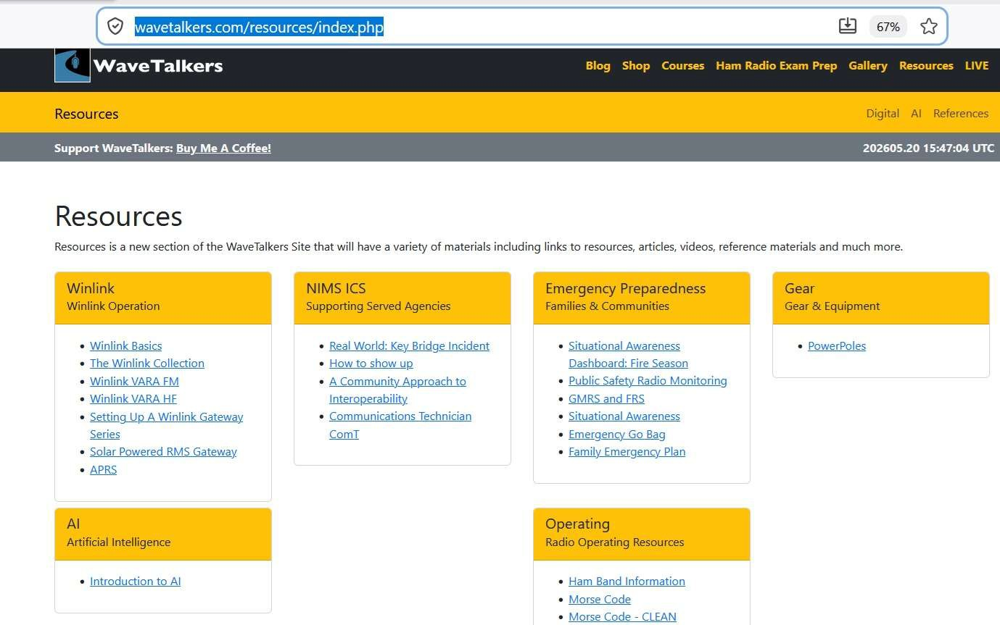 wavetalkers.com/resources/index.php
67%
WaveTalkers
Blog Shop Courses Ham Radio Exam Prep Gallery Resources LIVE
Resources
Digital AI References
Support WaveTalkers: Buy Me A Coffee!
202605.20 15:47:04 UTC
Resources
Resources is a new section of the WaveTalkers Site that will have a variety of materials including links to resources, articles, videos, reference materials and much more.
Winlink
Winlink Operation
Winlink Basics
The Winlink Collection
Winlink VARA FM
Winlink VARA HF
Setting Up A Winlink Gateway
Series
Solar Powered RMS Gateway
APRS
NIMS ICS
Supporting Served Agencies
Real World: Key Bridge Incident
How to show up
A Community Approach to
Interoperability
Communications Technician
ComT
Emergency Preparedness
Families & Communities
Situational Awareness
Dashboard: Fire Season
Public Safety Radio Monitoring
GMRS and FRS
Situational Awareness
Emergency Go Bag
Family Emergency Plan
Gear
Gear & Equipment
PowerPoles
AI
Artificial Intelligence
Introduction to AI
Operating
Radio Operating Resources
Ham Band Information
Morse Code
Morse Code - CLEAN